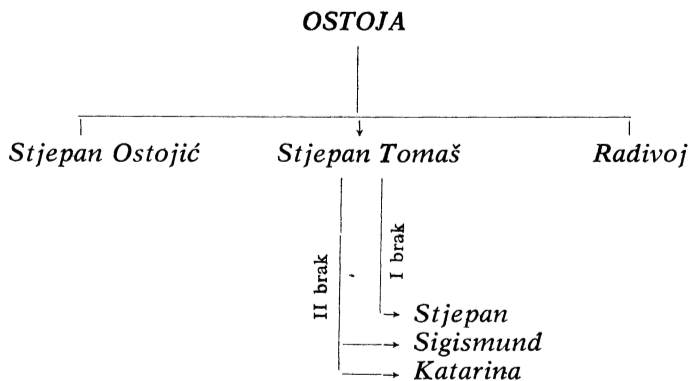 OSTOJA
Stjepan Ostojić Stjepan Tomaš Radivoj
II brak
I brak
Stjepan
Sigismund
Katarina